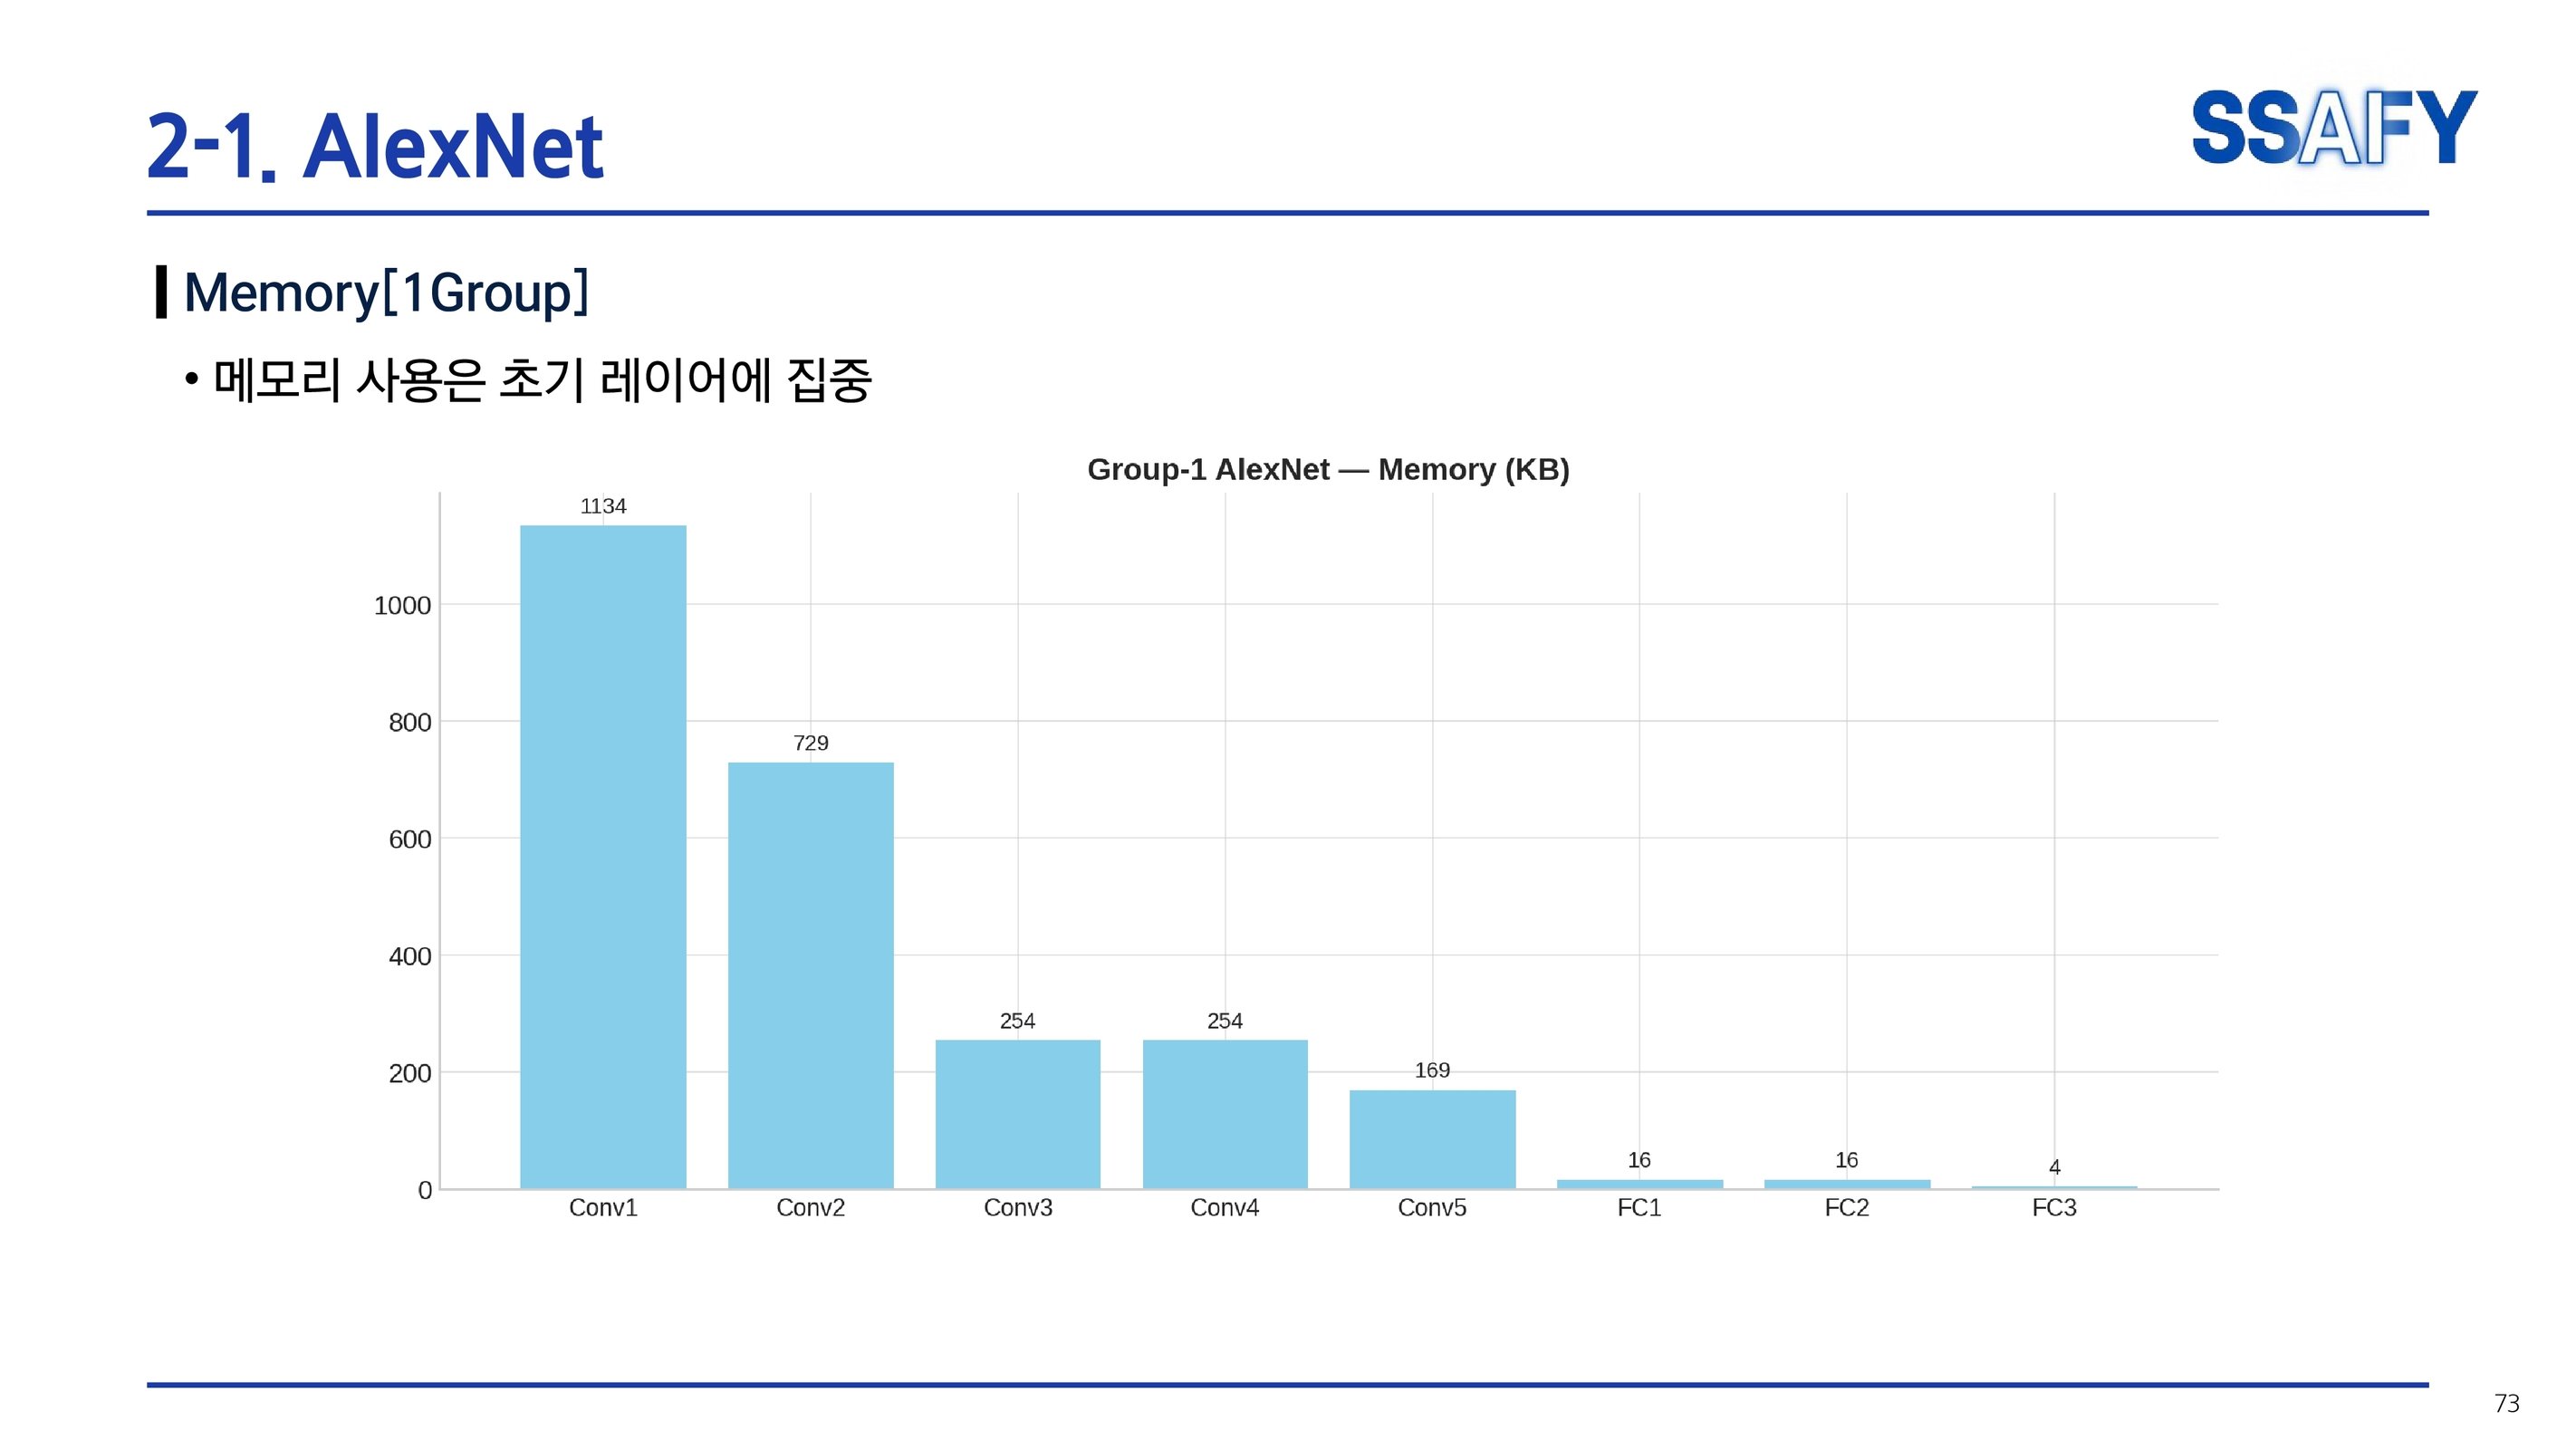 2-1. AlexNet
SSAFY
Memory[1Group]
• 메모리 사용은 초기 레이어에 집중
Group-1 AlexNet — Memory (KB)
1134
1000
800
729
600
400
254
254
200
169
16
16
4
0
Conv1 Conv2 Conv3 Conv4 Conv5 FC1 FC2 FC3
73